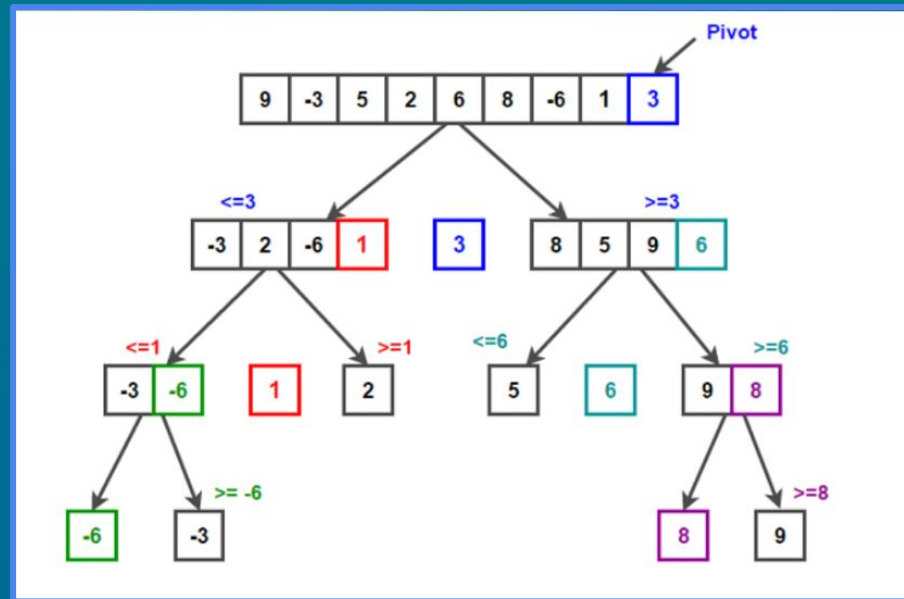 Pivot
9 -3 5 2 6 8 -6 1 3
<=3 >=3
-3 2 -6 1 3 8 5 9 6
<=1 >=1 <=6 >=6
-3 -6 1 2 5 6 9 8
>= -6 >=8
-6 -3 8 9